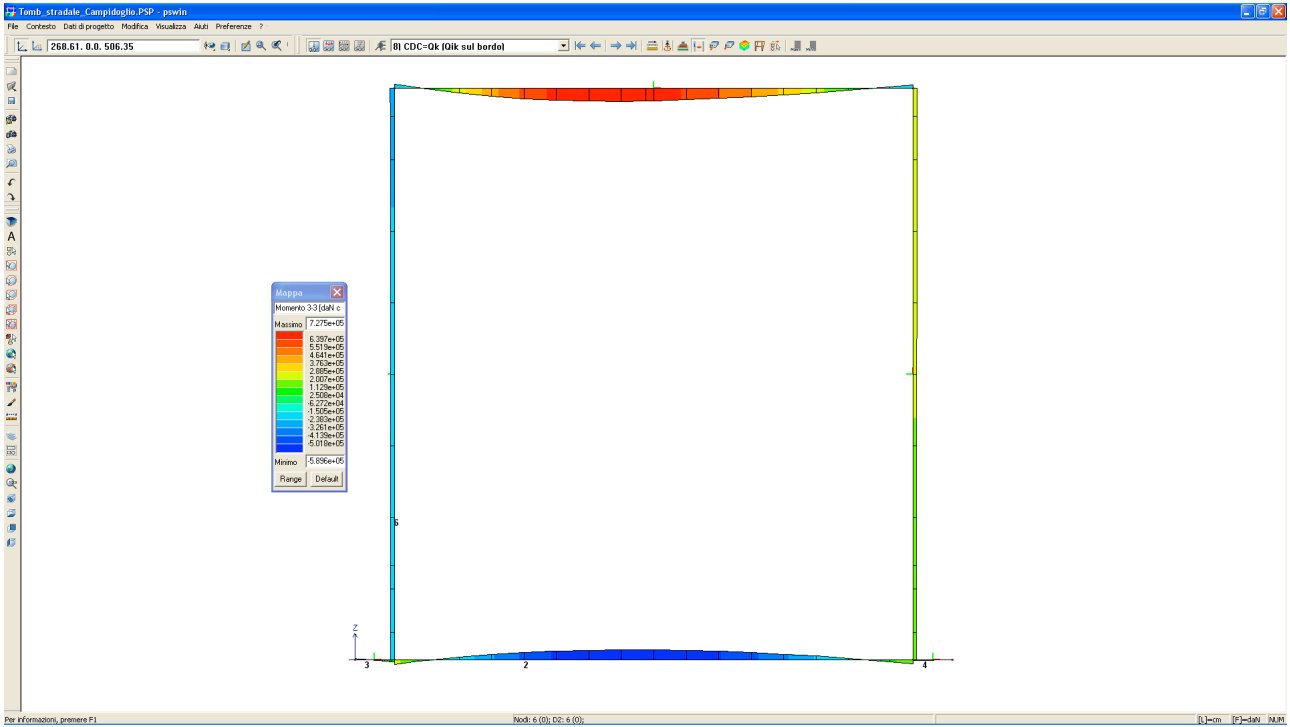 Tomb_stradale_Campidoglio.PSP - pswin
File Contesto Dati di progetto Modifica Visualizza Aiuti Preferenze ?
268.61. 0.0. 506.35
8) CDC=Qk (Qik sul bordo)
Mappa
Momento 3-3 [daN c
Massimo 7.275e+05
6.397e+05
5.519e+05
4.641e+05
3.763e+05
2.885e+05
2.007e+05
1.129e+05
2.508e+04
-6.272e+04
-1.505e+05
-2.383e+05
-3.261e+05
-4.139e+05
-5.018e+05
Minimo -5.896e+05
Range Default
A
6
Z
3
2
4
Per informazioni, premere F1
Nodi: 6 (0); D2: 6 (0);
[L]=cm [F]=daN NUM